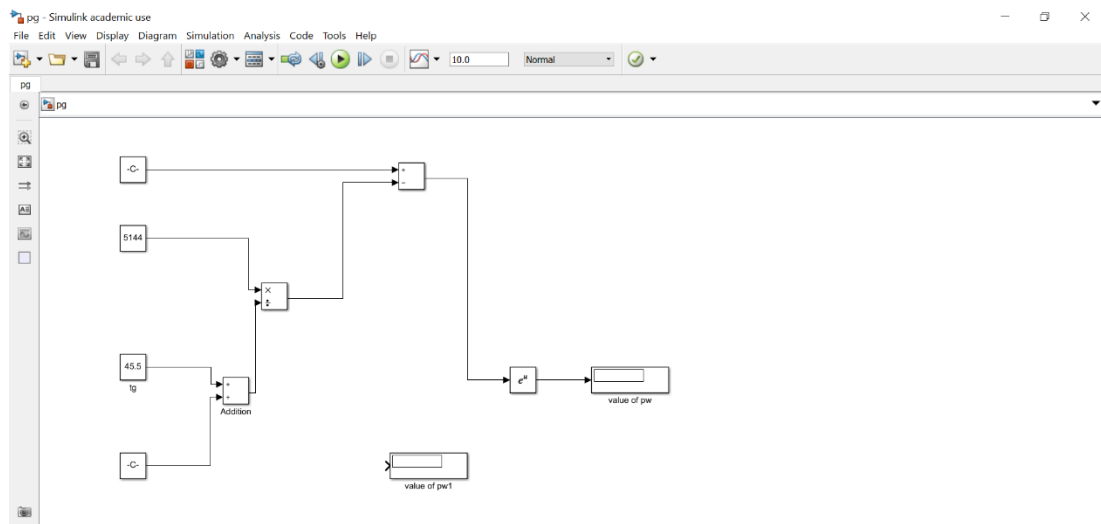 pg - Simulink academic use
File Edit View Display Diagram Simulation Analysis Code Tools Help
10.0 Normal
pg
pg
-C-
+
−
5144
×
÷
45.5
tg
+
+
Addition
eᵘ
value of pw
-C-
value of pw1